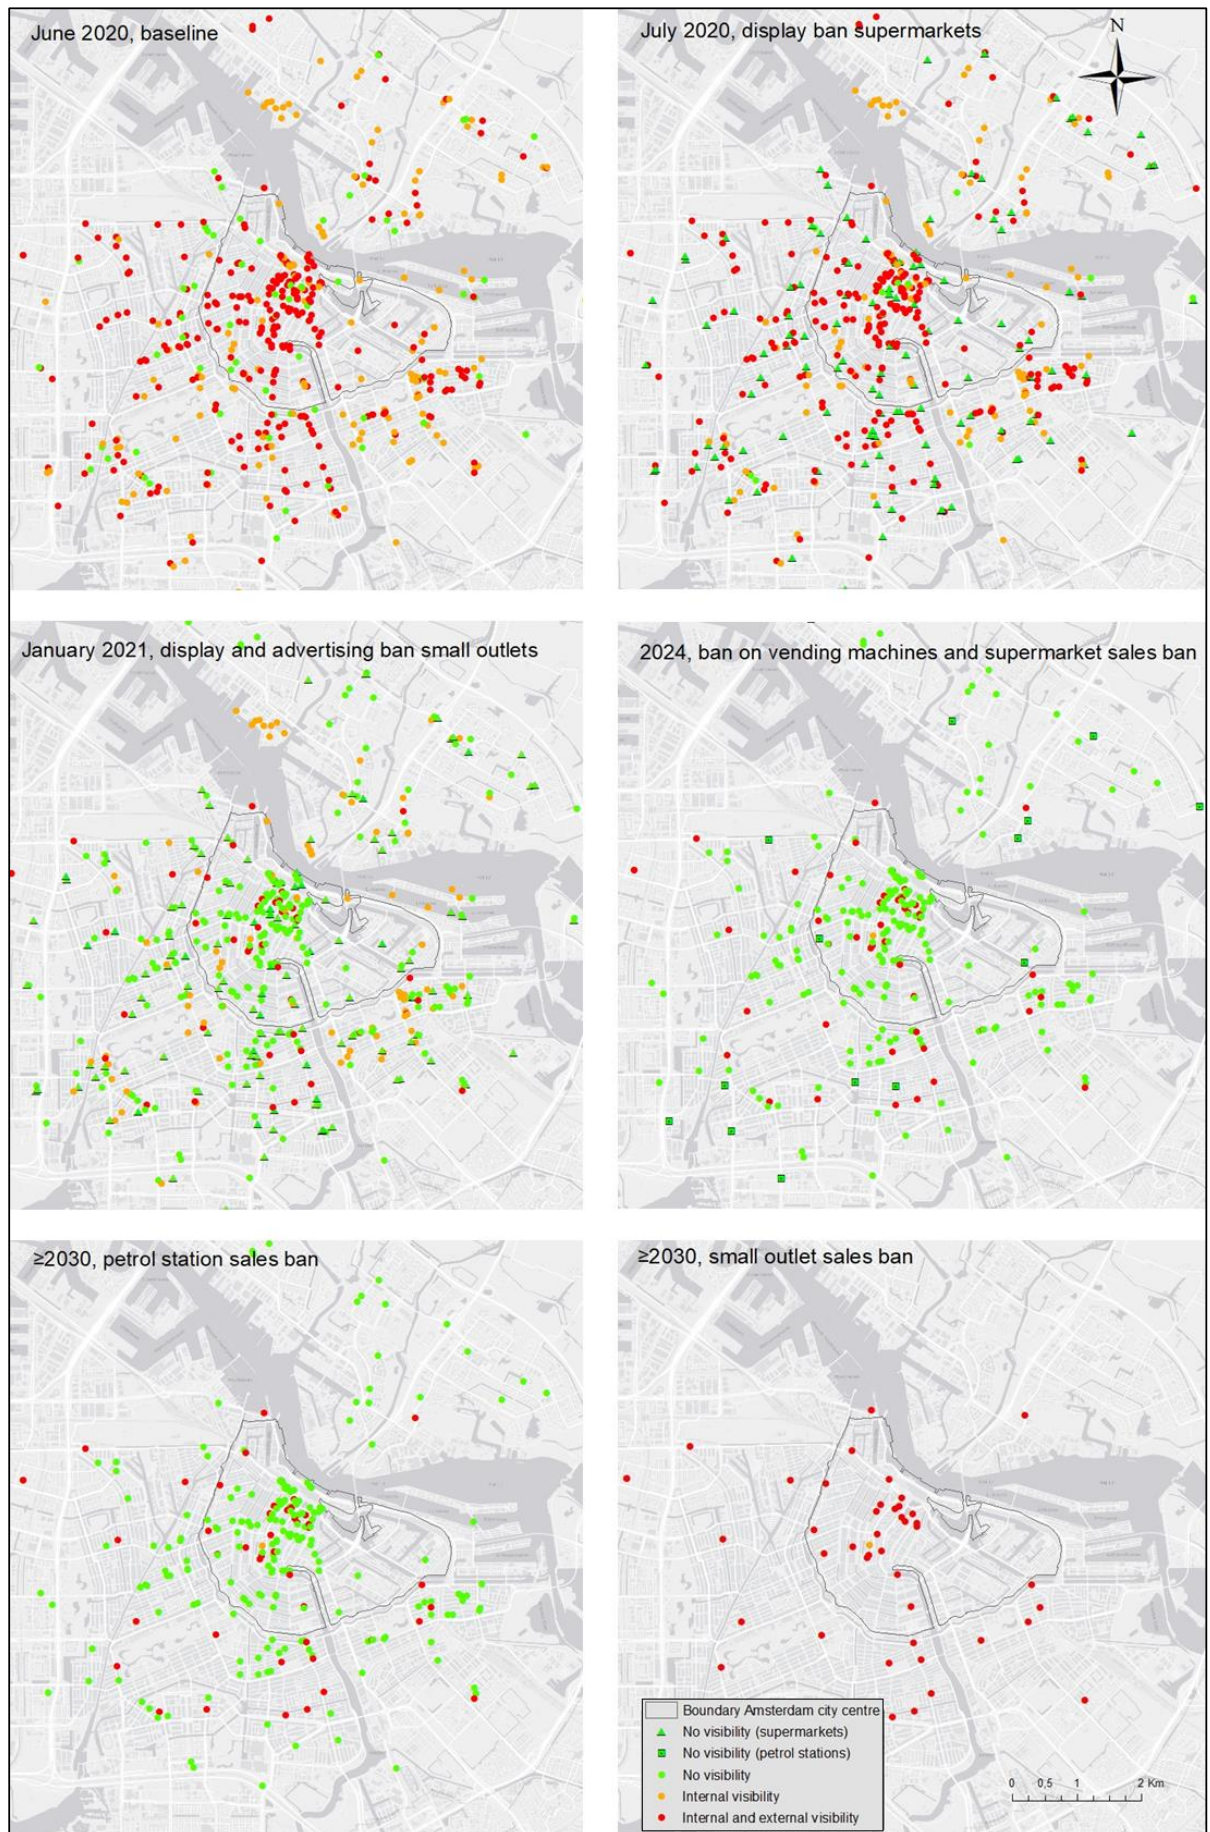 June 2020, baseline
July 2020, display ban supermarkets
N
January 2021, display and advertising ban small outlets
2024, ban on vending machines and supermarket sales ban
≥2030, petrol station sales ban
≥2030, small outlet sales ban
Boundary Amsterdam city centre
No visibility (supermarkets)
No visibility (petrol stations)
No visibility
Internal visibility
Internal and external visibility
0 0,5 1 2 Km